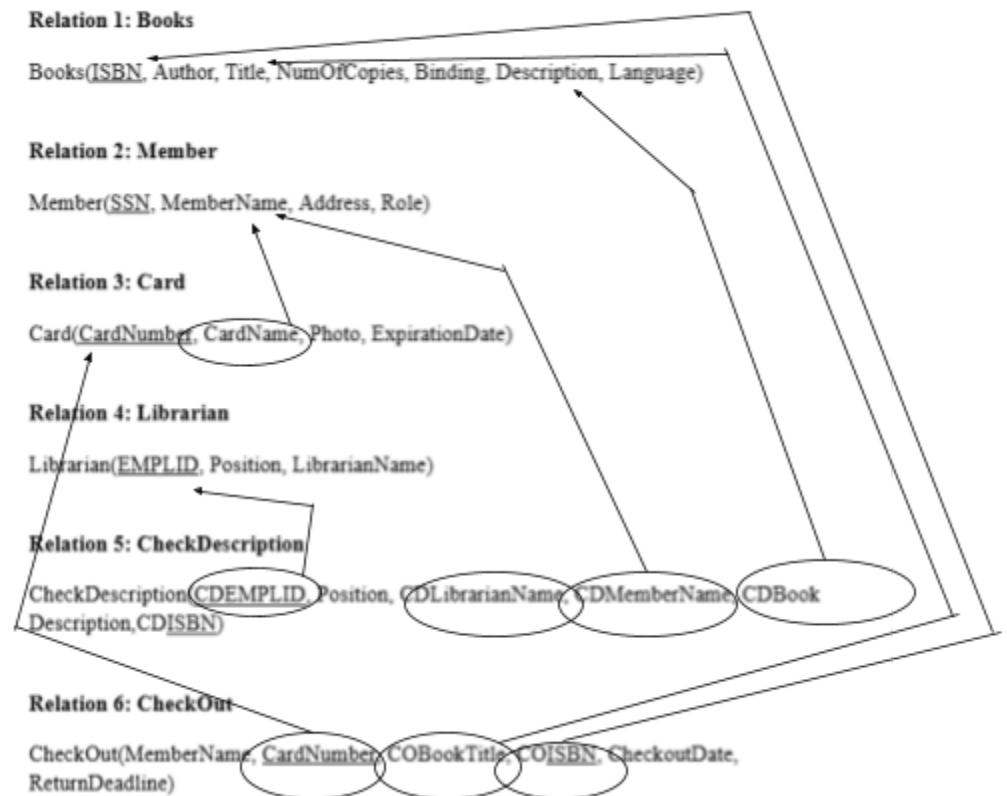 Relation 1: Books
Books(ISBN, Author, Title, NumOfCopies, Binding, Description, Language)
Relation 2: Member
Member(SSN, MemberName, Address, Role)
Relation 3: Card
Card(CardNumber, CardName, Photo, ExpirationDate)
Relation 4: Librarian
Librarian(EMPLID, Position, LibrarianName)
Relation 5: CheckDescription
CheckDescription(CDEMPLID, Position, CDLibrarianName, CDMemberName, CDBook
Description,CDISBN)
Relation 6: CheckOut
CheckOut(MemberName, CardNumber, COBookTitle, COISBN, CheckoutDate,
ReturnDeadline)